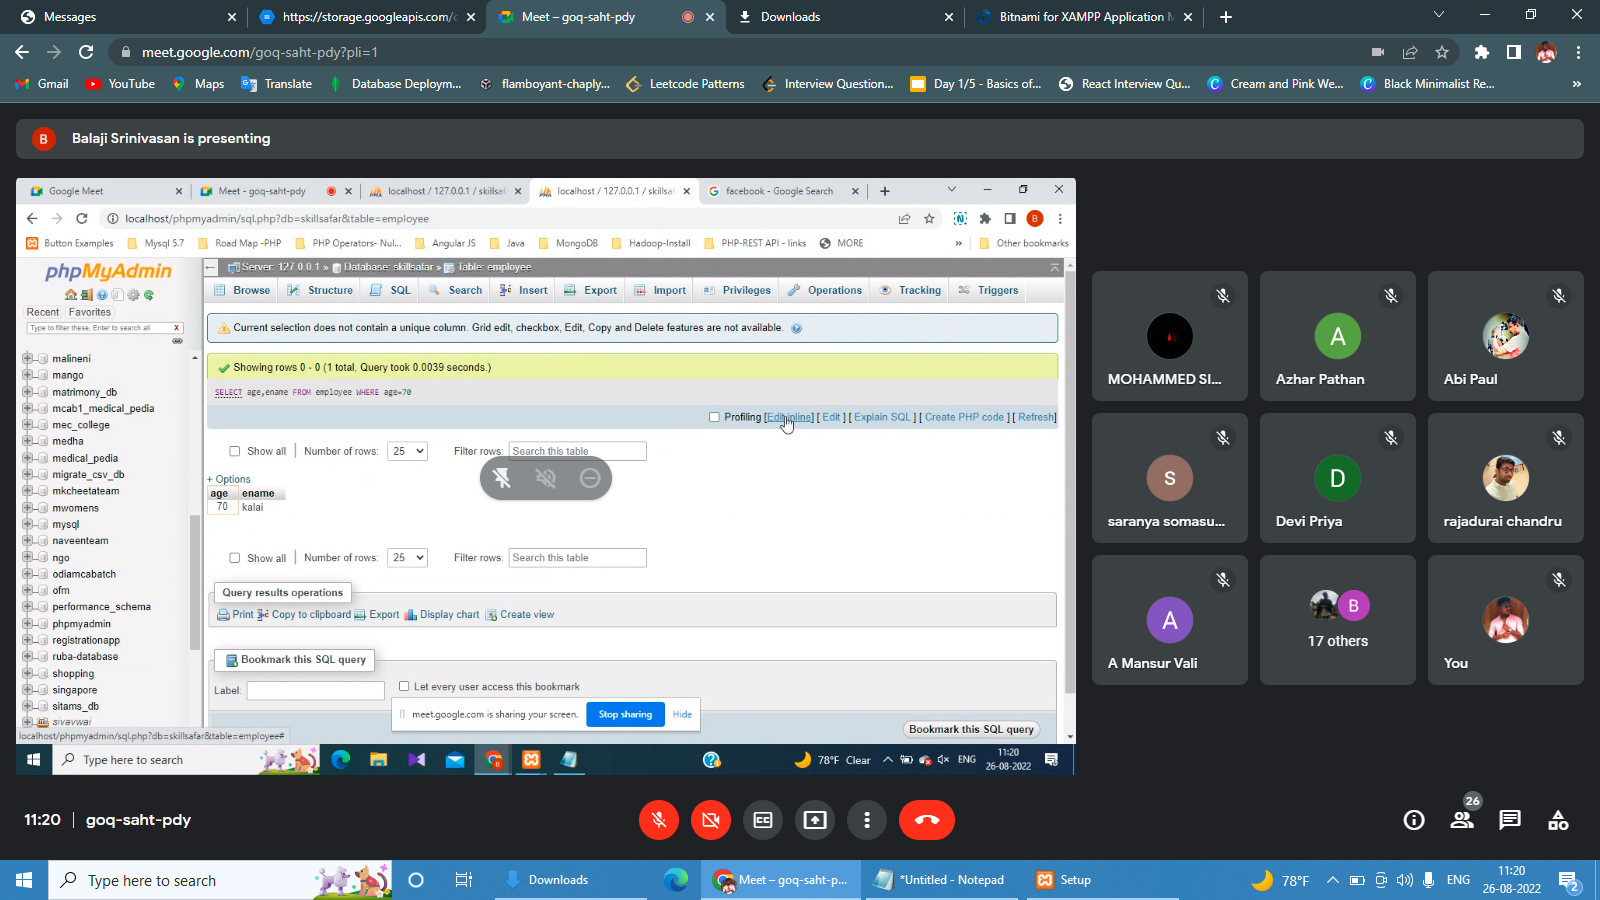 Messages
https://storage.googleapis.com/c
Meet – goq-saht-pdy
Downloads
Bitnami for XAMPP Application M
meet.google.com/goq-saht-pdy?pli=1
Gmail
YouTube
Maps
Translate
Database Deploym...
flamboyant-chaply...
Leetcode Patterns
Interview Question...
Day 1/5 - Basics of...
React Interview Qu...
Cream and Pink We...
Black Minimalist Re...
»
B
Balaji Srinivasan is presenting
Google Meet
Meet - goq-saht-pdy
localhost / 127.0.0.1 / skillsaf
localhost / 127.0.0.1 / skillsa
facebook - Google Search
localhost/phpmyadmin/sql.php?db=skillsafar&table=employee
B
Button Examples
Mysql 5.7
Road Map -PHP
PHP Operators- Nul...
Angular JS
Java
MongoDB
Hadoop-Install
PHP-REST API - links
MORE
»
Other bookmarks
phpMyAdmin
Recent Favorites
Type to filter these, Enter to search all X
malineni
mango
matrimony_db
mcab1_medical_pedia
mec_college
medha
medical_pedia
migrate_csv_db
mkcheetateam
mwomens
mysql
naveenteam
ngo
odiamcabatch
ofm
performance_schema
phpmyadmin
registrationapp
ruba-database
shopping
singapore
sitams_db
sivavwai
localhost/phpmyadmin/sql.php?db=skillsafar&table=employee#
Server: 127.0.0.1 » Database: skillsafar » Table: employee
Browse Structure SQL Search Insert Export Import Privileges Operations Tracking Triggers
Current selection does not contain a unique column. Grid edit, checkbox, Edit, Copy and Delete features are not available.
Showing rows 0 - 0 (1 total, Query took 0.0039 seconds.)
SELECT age,ename FROM employee WHERE age=70
Profiling [Edit inline] [ Edit ] [ Explain SQL ] [ Create PHP code ] [ Refresh]
Show all Number of rows: 25 Filter rows: Search this table
+ Options
age ename
70 kalai
Show all Number of rows: 25 Filter rows: Search this table
Query results operations
Print Copy to clipboard Export Display chart Create view
Bookmark this SQL query
Label: Let every user access this bookmark
meet.google.com is sharing your screen. Stop sharing Hide
Bookmark this SQL query
Type here to search
78°F Clear
ENG
11:20
26-08-2022
MOHAMMED SI...
A
Azhar Pathan
Abi Paul
s
saranya somasu...
D
Devi Priya
rajadurai chandru
A
A Mansur Vali
B
17 others
You
11:20 | goq-saht-pdy
26
Type here to search
Downloads
Meet – goq-saht-p...
*Untitled - Notepad
Setup
78°F
ENG
11:20
26-08-2022
2